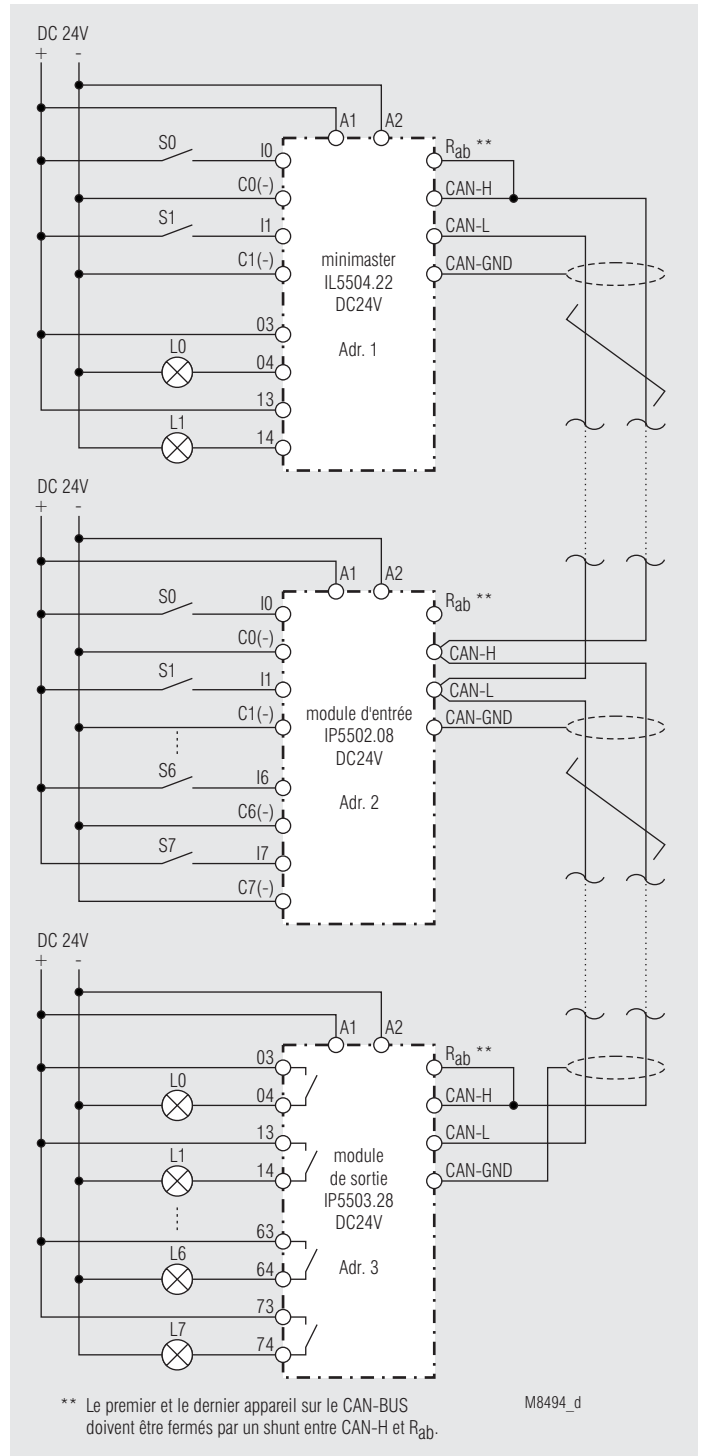 DC 24V
+ -
A1 A2
S0 I0 Rab **
C0(-) CAN-H
S1 I1 CAN-L
C1(-) CAN-GND
minimaster
IL5504.22
DC24V
Adr. 1
03
L0 04
13
L1 14
DC 24V
+ -
A1 A2
S0 I0 Rab **
C0(-) CAN-H
S1 I1 CAN-L
C1(-) CAN-GND
module d'entrée
IP5502.08
DC24V
Adr. 2
S6 I6
C6(-)
S7 I7
C7(-)
DC 24V
+ -
A1 A2
03 Rab **
L0 04 CAN-H
13 CAN-L
L1 14 CAN-GND
module
de sortie
IP5503.28
DC24V
Adr. 3
63
L6 64
73
L7 74
** Le premier et le dernier appareil sur le CAN-BUS
doivent être fermés par un shunt entre CAN-H et Rab.
M8494_d